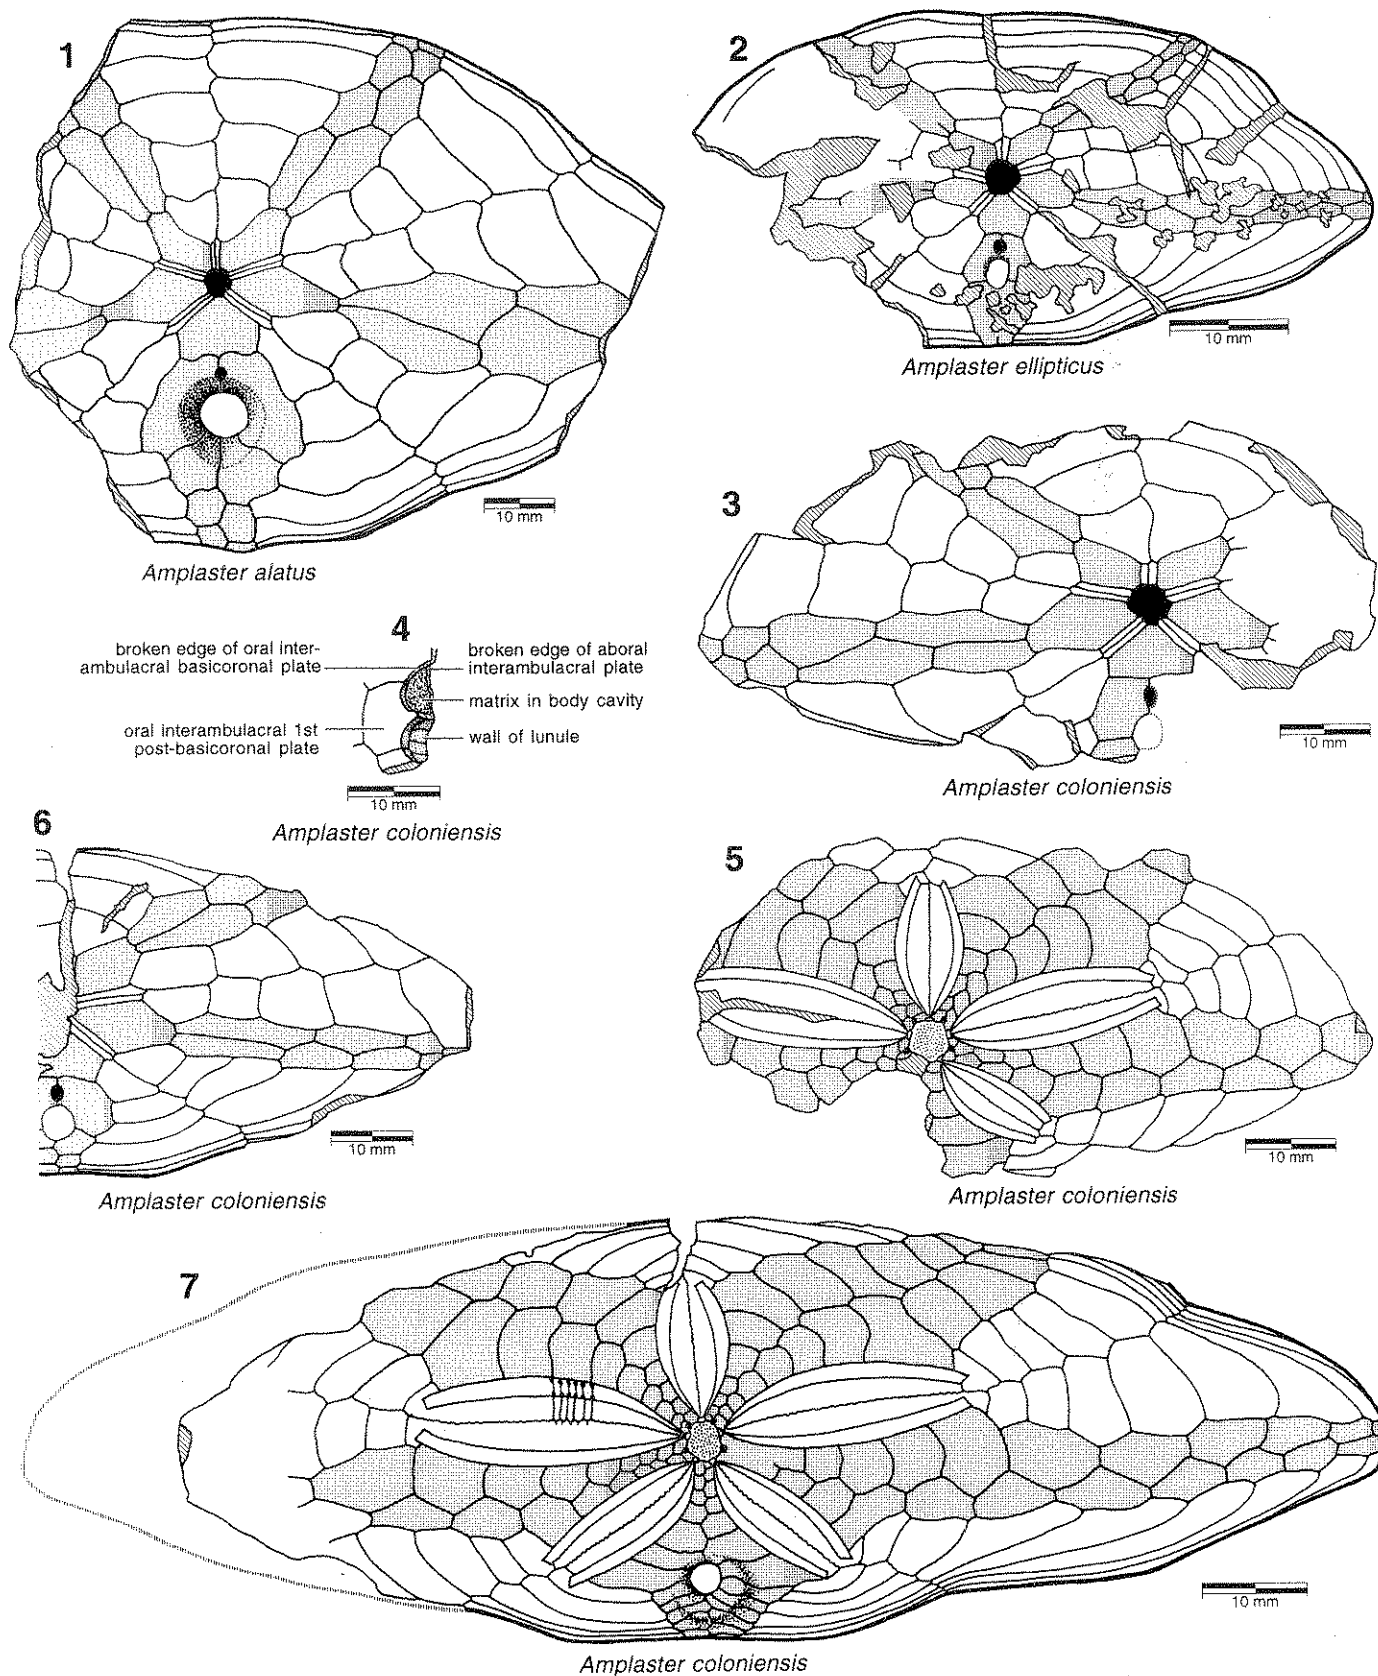 1
10 mm
Amplaster alatus
2
10 mm
Amplaster ellipticus
3
10 mm
Amplaster coloniensis
4
broken edge of oral inter-
ambulacral basicoronal plate
oral interambulacral 1st
post-basicoronal plate
broken edge of aboral
interambulacral plate
matrix in body cavity
wall of lunule
10 mm
Amplaster coloniensis
6
10 mm
Amplaster coloniensis
5
10 mm
Amplaster coloniensis
7
10 mm
Amplaster coloniensis